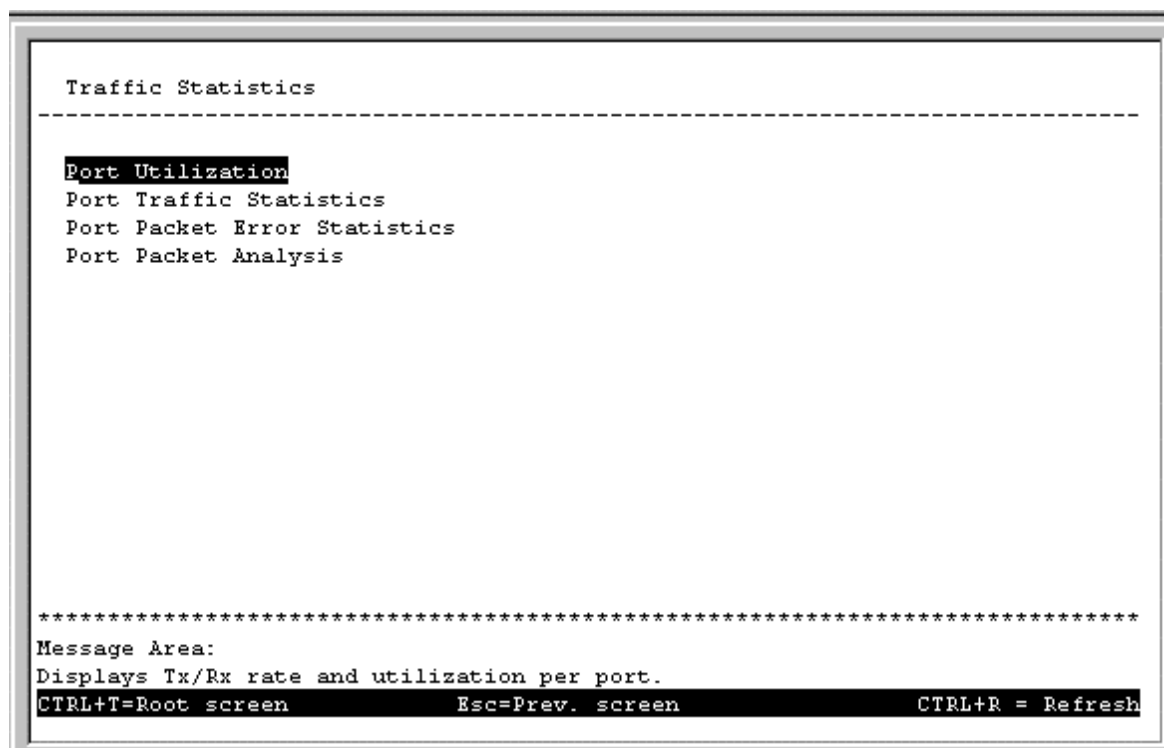 Traffic Statistics
-------------------------------------------------------------------------------
Port Utilization
Port Traffic Statistics
Port Packet Error Statistics
Port Packet Analysis
*******************************************************************************
Message Area:
Displays Tx/Rx rate and utilization per port.
CTRL+T=Root screen Esc=Prev. screen CTRL+R = Refresh